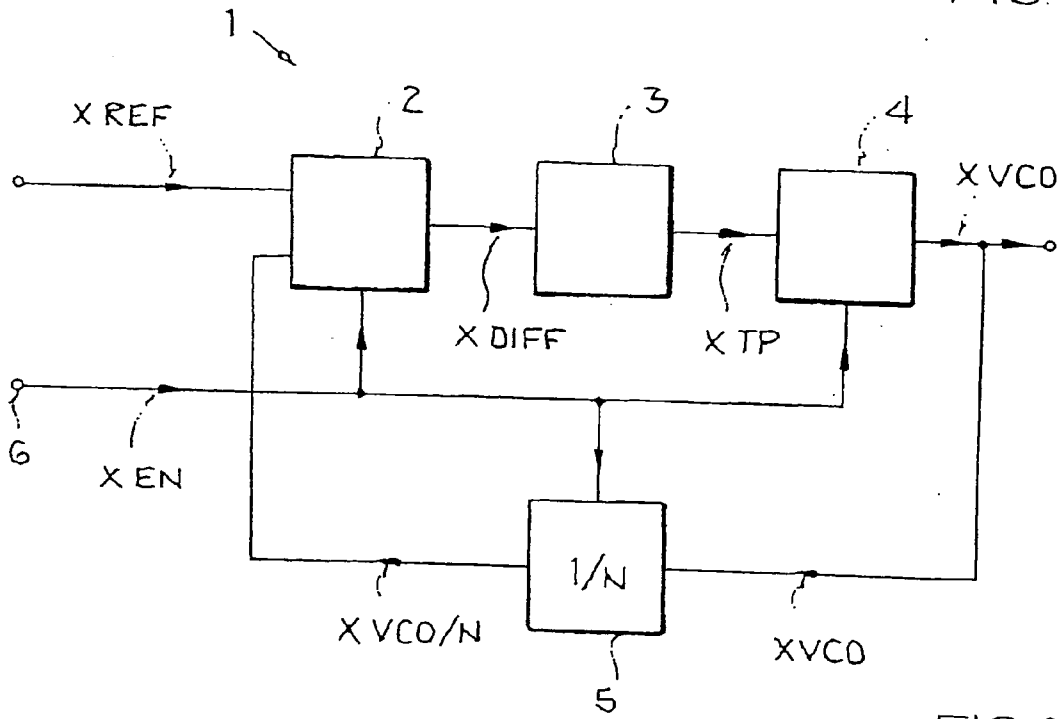 1
2
3
4
X REF
X VCO
X DIFF
X TP
6
X EN
1/N
X VCO/N
XVCO
5